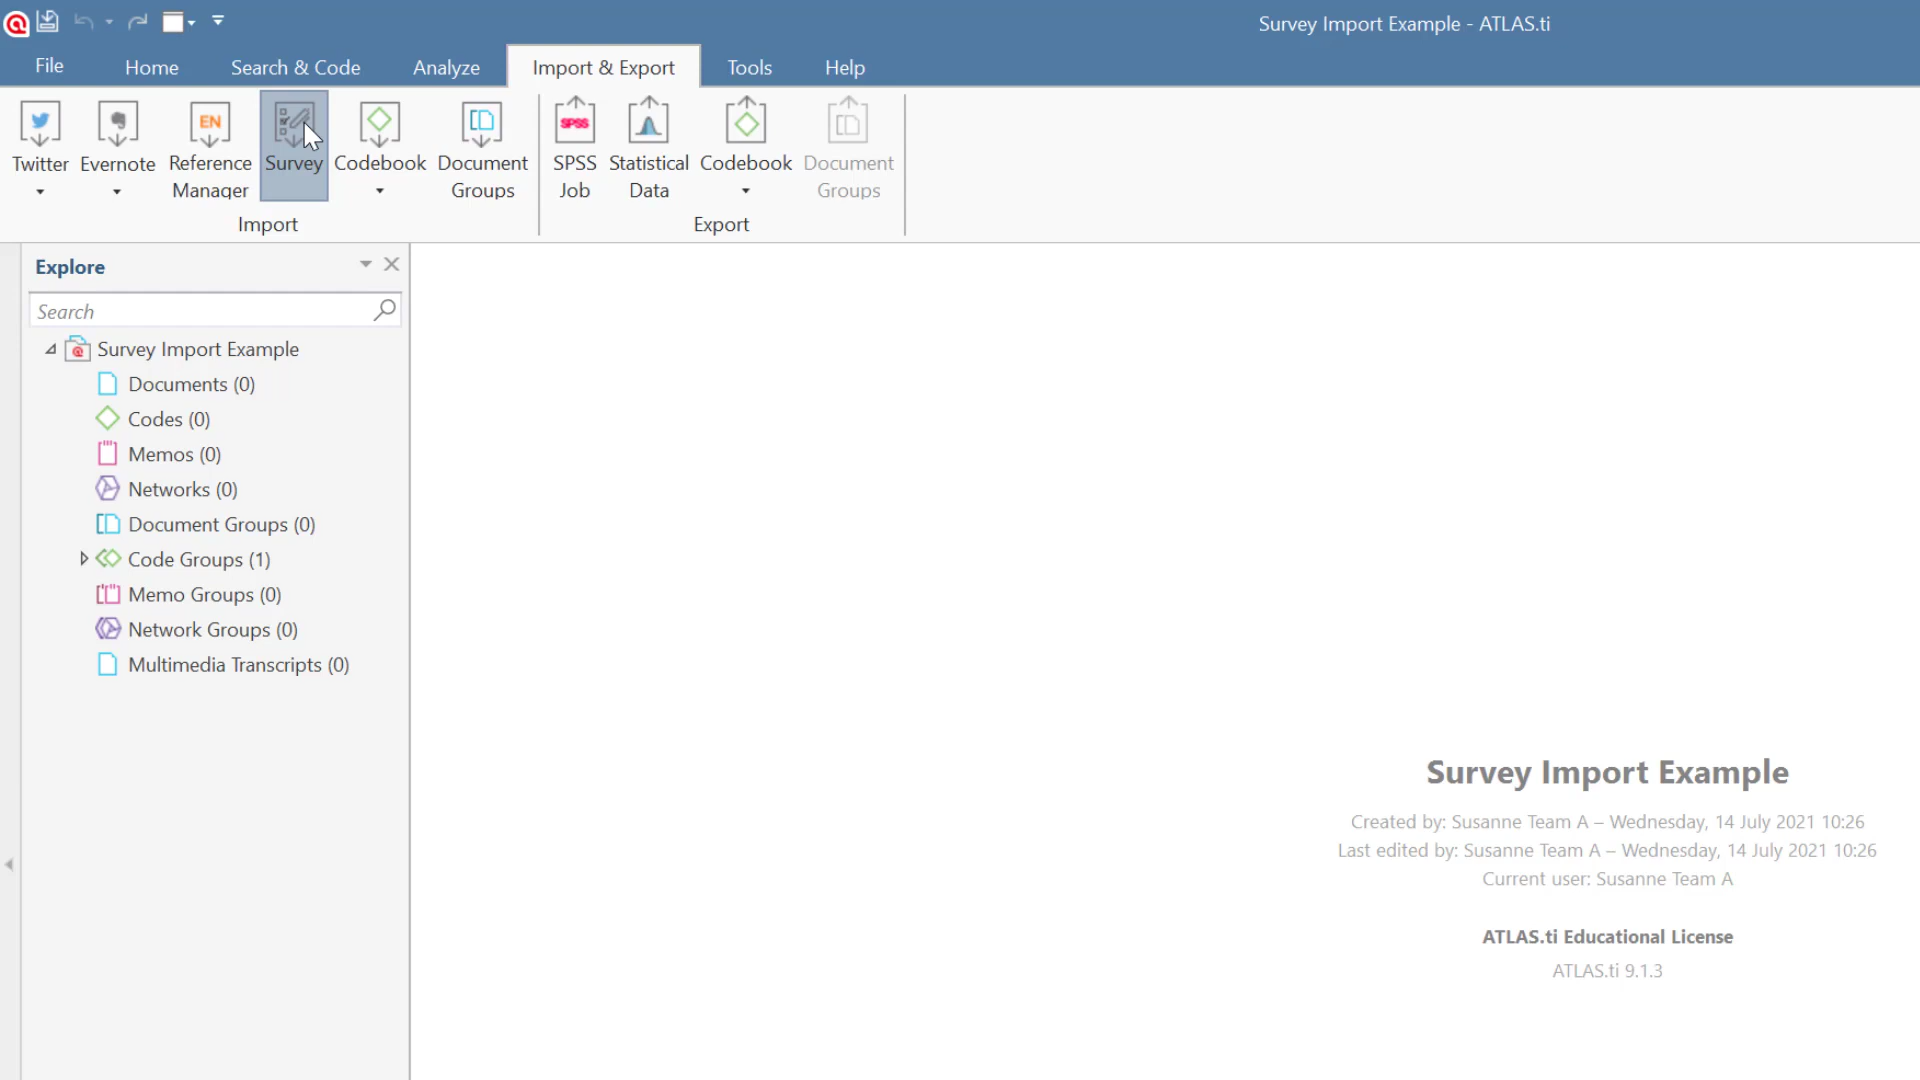 Survey Import Example - ATLAS.ti
File Home Search & Code Analyze Import & Export Tools Help
EN SPSS
Twitter Evernote Reference Manager Survey Codebook Document Groups SPSS Job Statistical Data Codebook Document Groups
Import Export
Explore
Search
Survey Import Example
Documents (0)
Codes (0)
Memos (0)
Networks (0)
Document Groups (0)
Code Groups (1)
Memo Groups (0)
Network Groups (0)
Multimedia Transcripts (0)
Survey Import Example
Created by: Susanne Team A – Wednesday, 14 July 2021 10:26
Last edited by: Susanne Team A – Wednesday, 14 July 2021 10:26
Current user: Susanne Team A
ATLAS.ti Educational License
ATLAS.ti 9.1.3